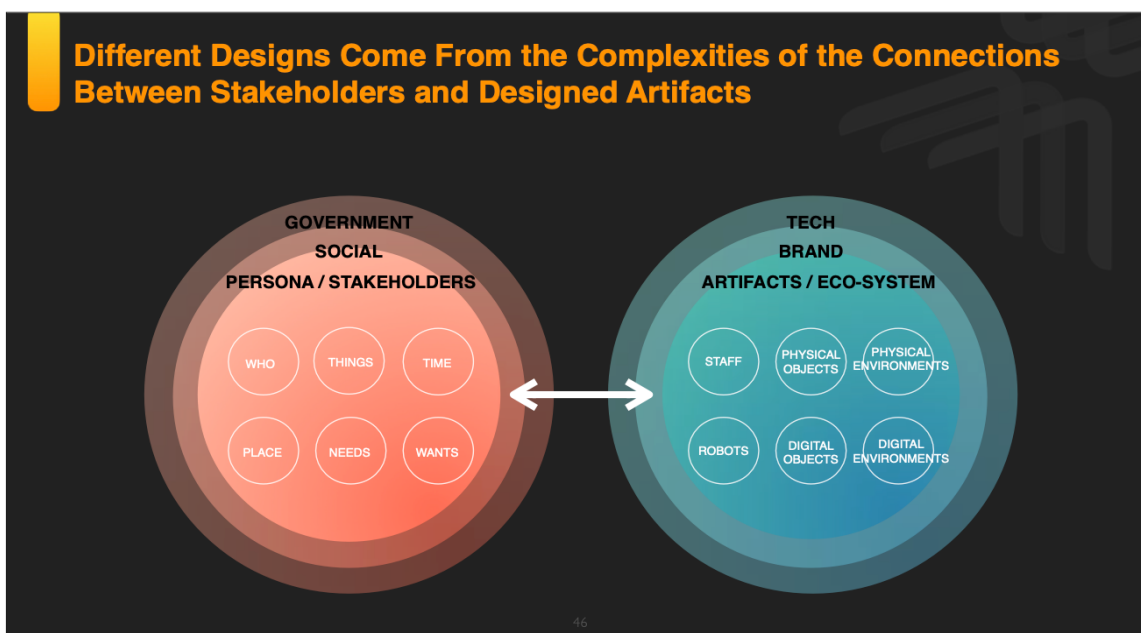 Different Designs Come From the Complexities of the Connections
Between Stakeholders and Designed Artifacts
GOVERNMENT
SOCIAL
PERSONA / STAKEHOLDERS
WHO
THINGS
TIME
PLACE
NEEDS
WANTS
TECH
BRAND
ARTIFACTS / ECO-SYSTEM
STAFF
PHYSICAL
OBJECTS
PHYSICAL
ENVIRONMENTS
ROBOTS
DIGITAL
OBJECTS
DIGITAL
ENVIRONMENTS
46